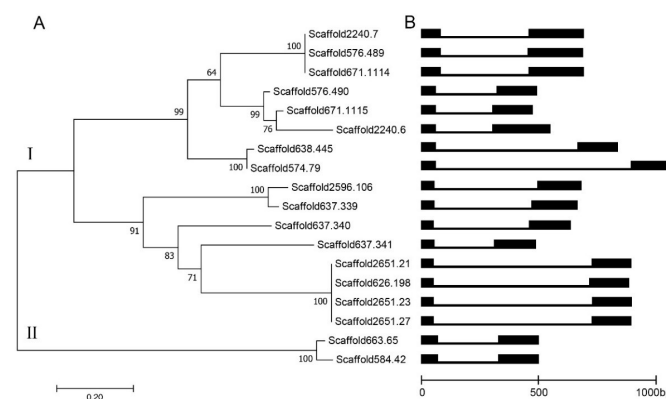 A
B
Scaffold2240.7
100
Scaffold576.489
Scaffold671.1114
64
Scaffold576.490
99
99
Scaffold671.1115
76
Scaffold2240.6
I
Scaffold638.445
100
Scaffold574.79
Scaffold2596.106
100
Scaffold637.339
91
Scaffold637.340
83
Scaffold637.341
71
Scaffold2651.21
Scaffold626.198
100
Scaffold2651.23
Scaffold2651.27
II
Scaffold663.65
100
Scaffold584.42
0.20
0 500 1000b